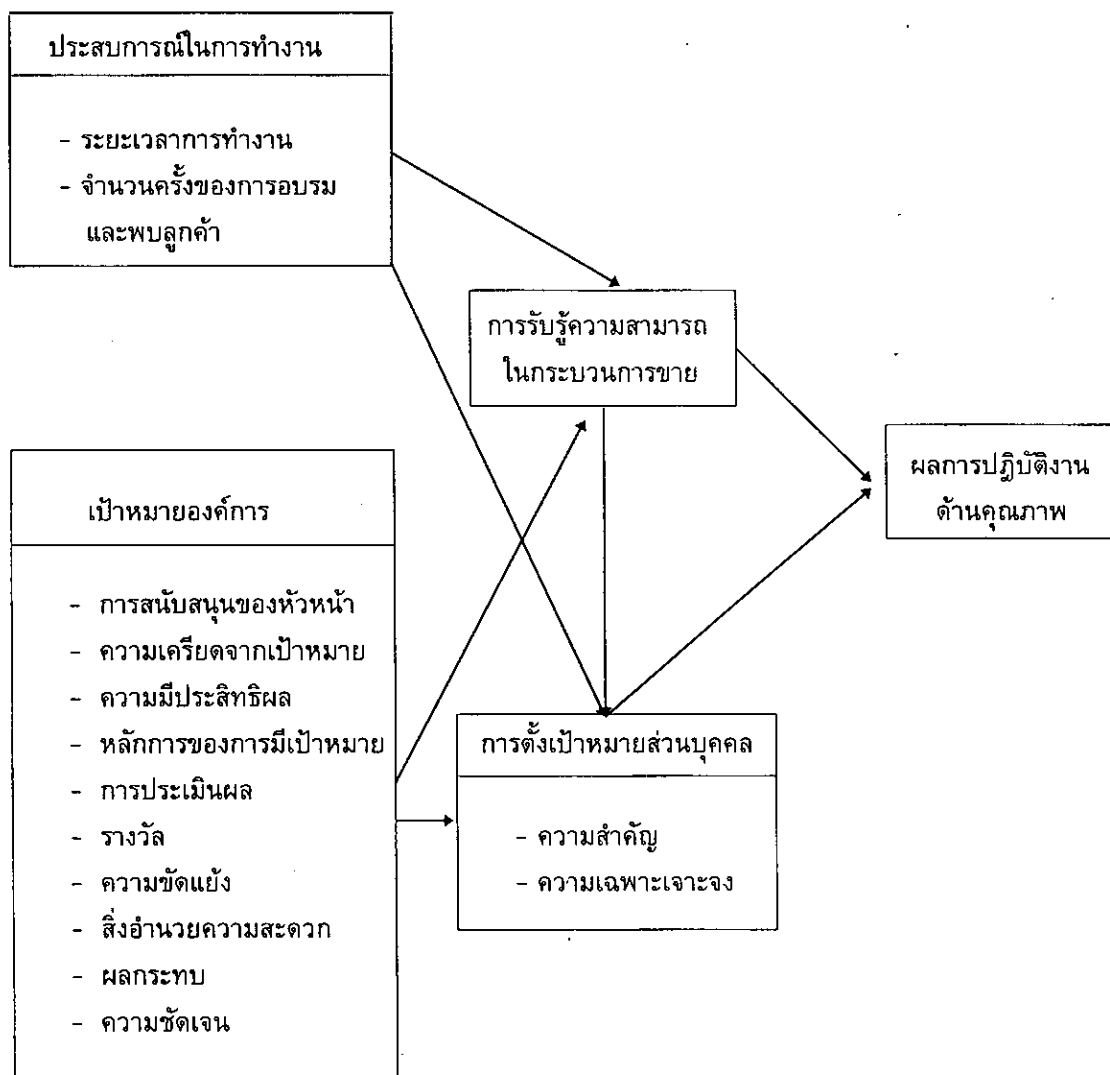 ประสบการณ์ในการทำงาน
- ระยะเวลาการทำงาน
- จำนวนครั้งของการอบรม
และพบลูกค้า
การรับรู้ความสามารถ
ในกระบวนการขาย
ผลการปฏิบัติงาน
ด้านคุณภาพ
เป้าหมายองค์การ
- การสนับสนุนของหัวหน้า
- ความเครียดจากเป้าหมาย
- ความมีประสิทธิผล
- หลักการของการมีเป้าหมาย
- การประเมินผล
- รางวัล
- ความขัดแย้ง
- สิ่งอำนวยความสะดวก
- ผลกระทบ
- ความชัดเจน
การตั้งเป้าหมายส่วนบุคคล
- ความสำคัญ
- ความเฉพาะเจาะจง